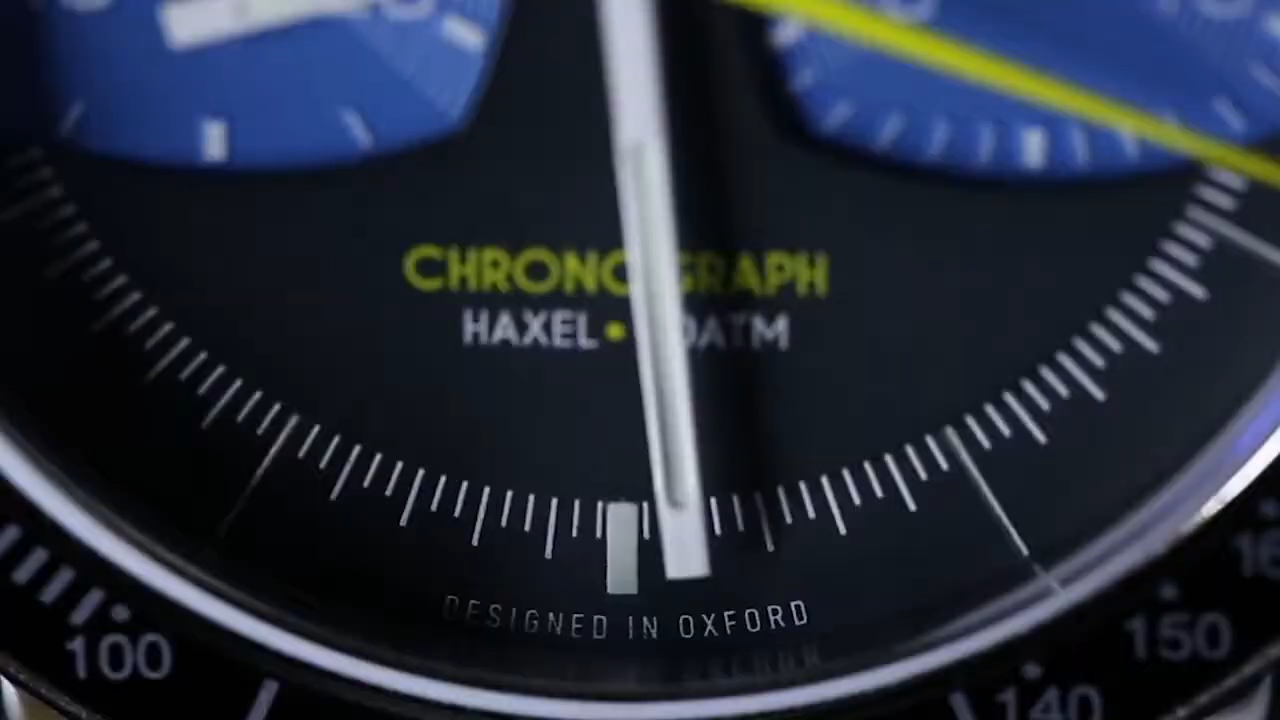 CHRONOGRAPH
HAXEL •
DESIGNED IN OXFORD
100
150
140